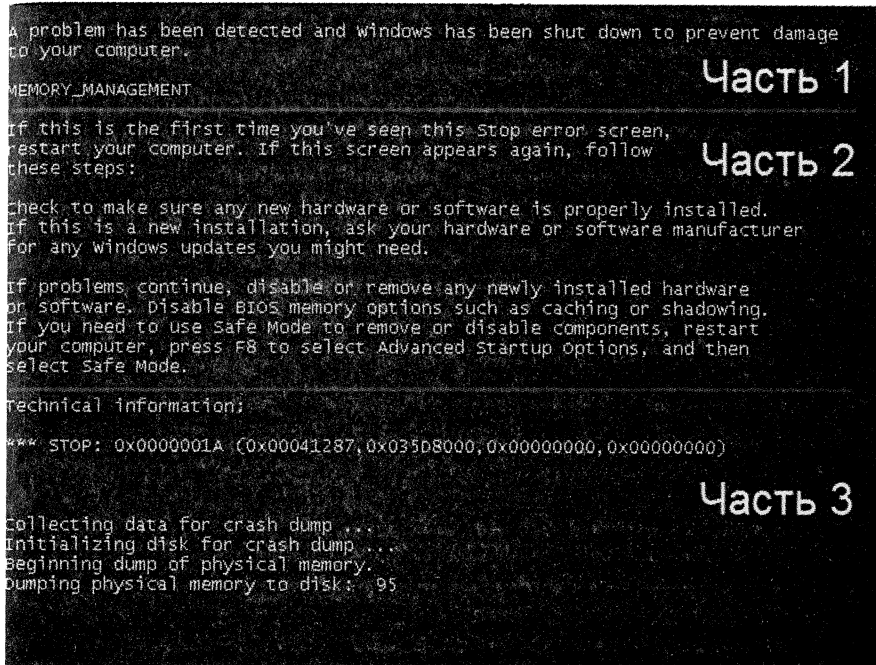 A problem has been detected and windows has been shut down to prevent damage
to your computer.
Часть 1
MEMORY_MANAGEMENT
If this is the first time you've seen this Stop error screen,
restart your computer. If this screen appears again, follow
these steps:
Часть 2
Check to make sure any new hardware or software is properly installed.
If this is a new installation, ask your hardware or software manufacturer
for any windows updates you might need.
If problems continue, disable or remove any newly installed hardware
or software. Disable BIOS memory options such as caching or shadowing.
If you need to use Safe Mode to remove or disable components, restart
your computer, press F8 to select Advanced Startup Options, and then
select Safe Mode.
Technical information:
*** STOP: 0x0000001A (0x00041287,0x035D8000,0x00000000,0x00000000)
Часть 3
Collecting data for crash dump ...
Initializing disk for crash dump ...
Beginning dump of physical memory.
Dumping physical memory to disk: 95